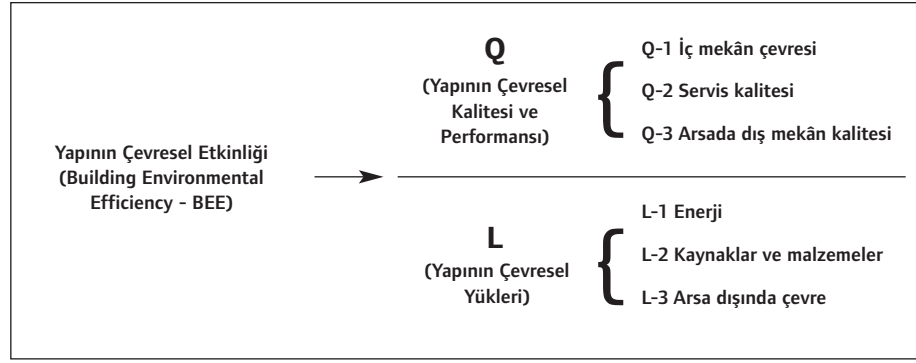 Yapının Çevresel Etkinliği
(Building Environmental
Efficiency - BEE)
Q
(Yapının Çevresel
Kalitesi ve
Performansı)
Q-1 İç mekân çevresi
Q-2 Servis kalitesi
Q-3 Arsada dış mekân kalitesi
L
(Yapının Çevresel
Yükleri)
L-1 Enerji
L-2 Kaynaklar ve malzemeler
L-3 Arsa dışında çevre